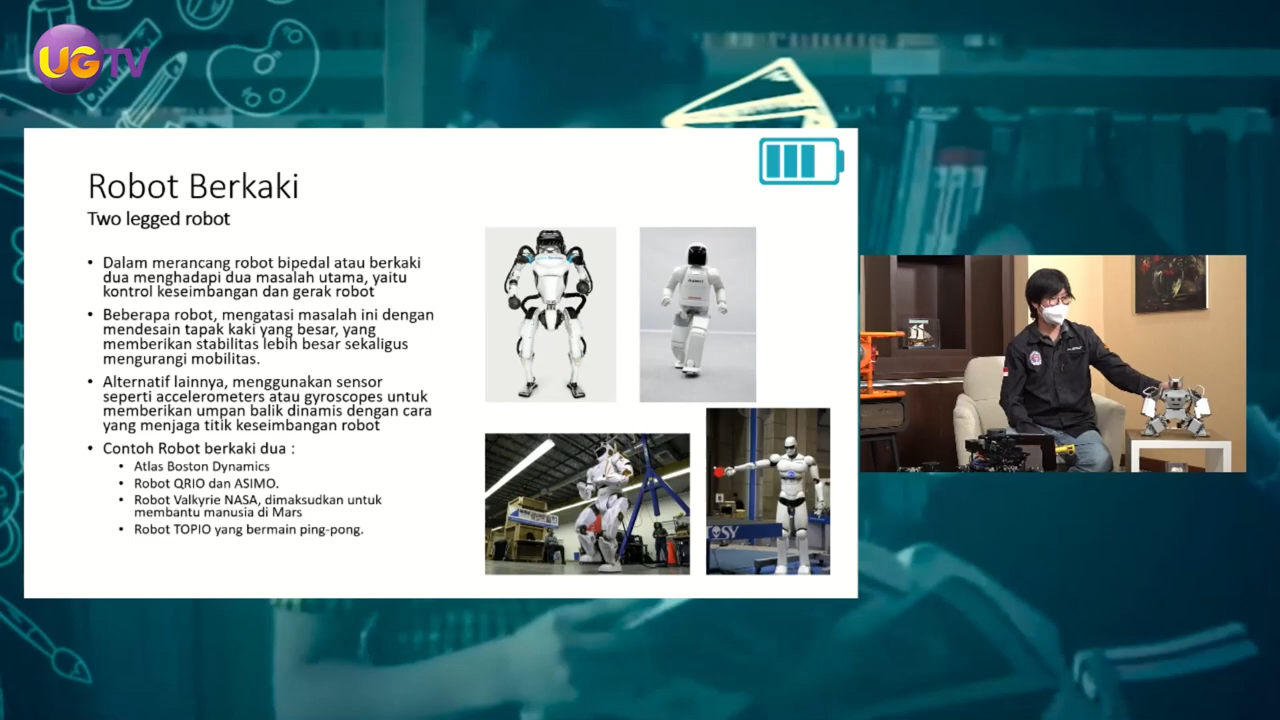 UGTV
Robot Berkaki
Two legged robot
• Dalam merancang robot bipedal atau berkaki
dua menghadapi dua masalah utama, yaitu
kontrol keseimbangan dan gerak robot
• Beberapa robot, mengatasi masalah ini dengan
mendesain tapak kaki yang besar, yang
memberikan stabilitas lebih besar sekaligus
mengurangi mobilitas.
• Alternatif lainnya, menggunakan sensor
seperti accelerometers atau gyroscopes untuk
memberikan umpan balik dinamis dengan cara
yang menjaga titik keseimbangan robot
• Contoh Robot berkaki dua :
• Atlas Boston Dynamics
• Robot QRIO dan ASIMO.
• Robot Valkyrie NASA, dimaksudkan untuk
membantu manusia di Mars
• Robot TOPIO yang bermain ping-pong.
TOSY